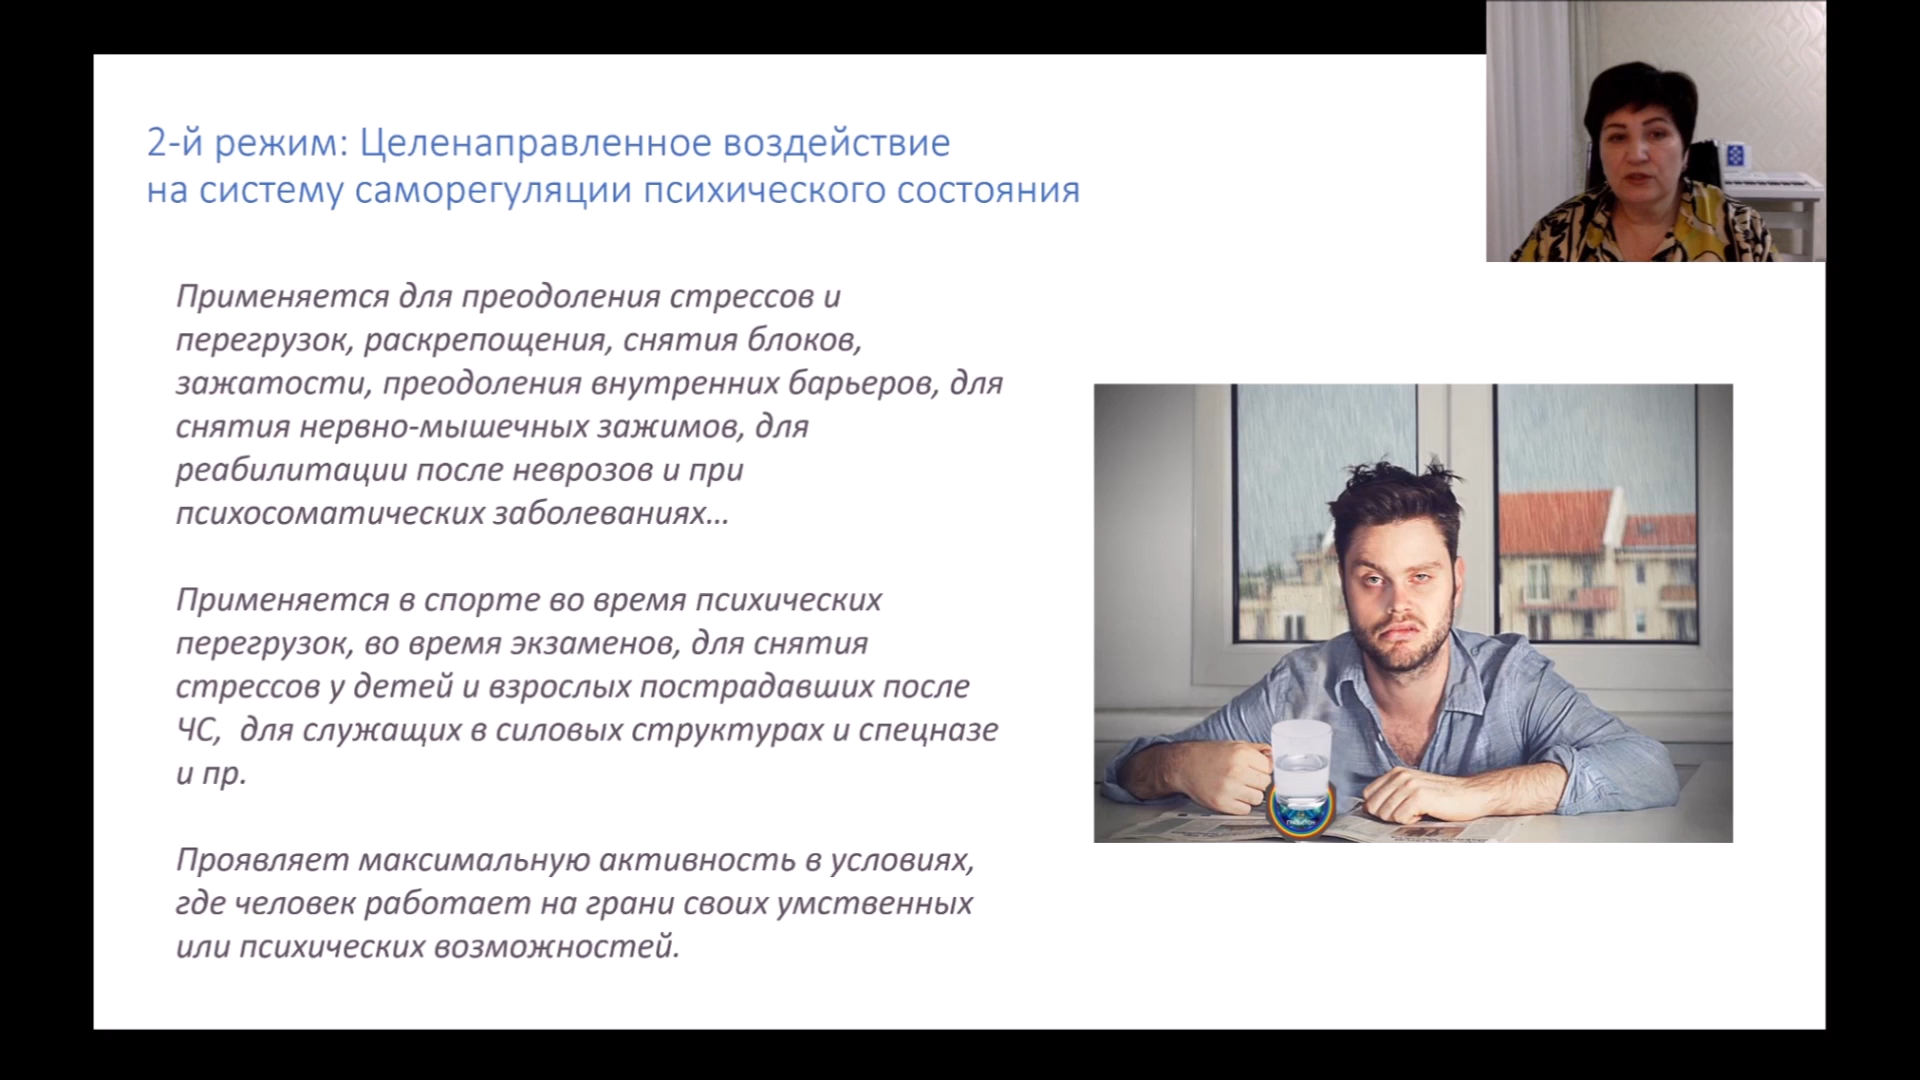 2-й режим: Целенаправленное воздействие
на систему саморегуляции психического состояния
Применяется для преодоления стрессов и
перегрузок, раскрепощения, снятия блоков,
зажатости, преодоления внутренних барьеров, для
снятия нервно-мышечных зажимов, для
реабилитации после неврозов и при
психосоматических заболеваниях...
Применяется в спорте во время психических
перегрузок, во время экзаменов, для снятия
стрессов у детей и взрослых пострадавших после
ЧС,  для служащих в силовых структурах и спецназе
и пр.
Проявляет максимальную активность в условиях,
где человек работает на грани своих умственных
или психических возможностей.